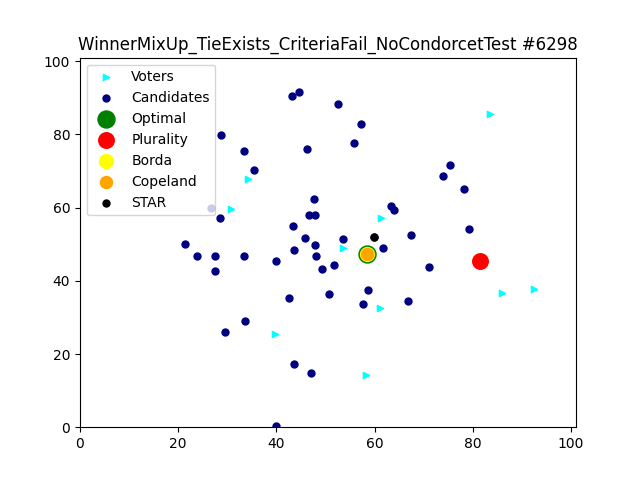 WinnerMixUp_TieExists_CriteriaFail_NoCondorcetTest #6298
100
80
60
40
20
0
Voters
Candidates
Optimal
Plurality
Borda
Copeland
STAR
0 20 40 60 80 100